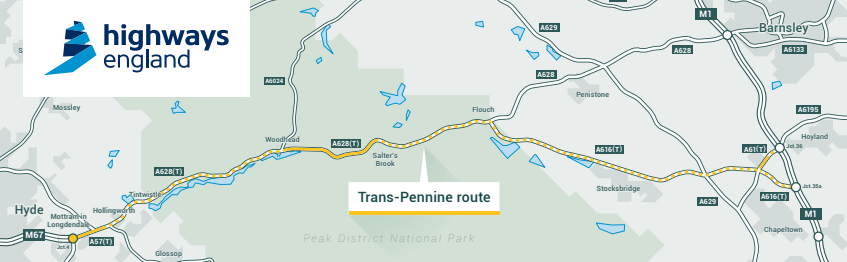 highways
england
M1
Barnsley
A629
A628
A6133
A628
A6024
Penistone
A6195
Mossley
Flouch
Woodhead
A628(T)
Hoyland
A616(T)
A61(T)
Jct.36
Salter's
Brook
A628(T)
Stocksbridge
Jct.35a
Tintwistle
Trans-Pennine route
A616(T)
A629
Hyde
Hollingworth
Mottram in
Longdendale
M1
M67
A57(T)
Jct.4
Chapeltown
Peak District National Park
Glossop